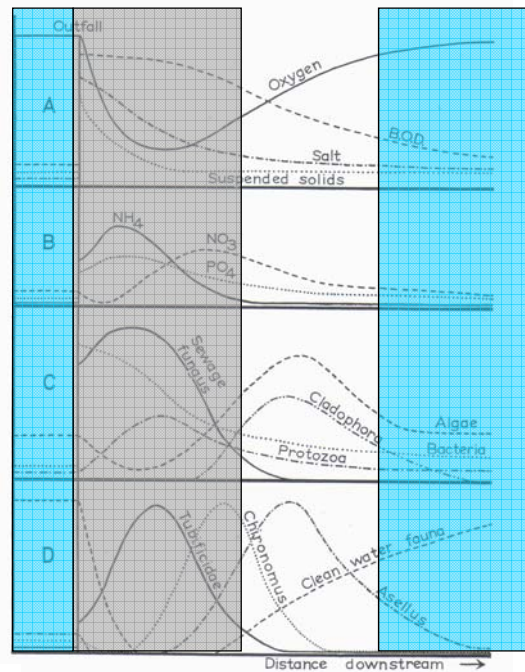 Outfall
Oxygen
A
B.O.D.
Salt
Suspended solids
NH4
B
NO3
PO4
Sewage
fungus
C
Cladophora
Algae
Protozoa
Bacteria
D
Tubificidae
Chironomus
Clean water fauna
Asellus
Distance downstream →